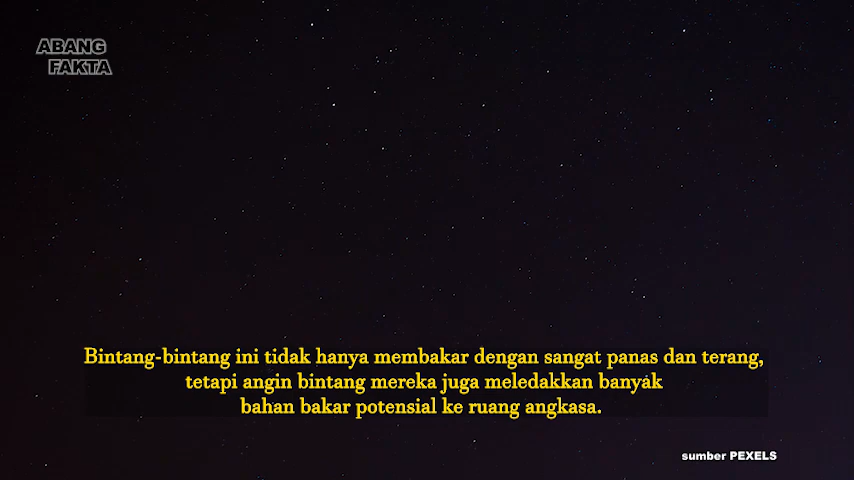 ABANG
FAKTA
Bintang-bintang ini tidak hanya membakar dengan sangat panas dan terang,
tetapi angin bintang mereka juga meledakkan banyak
bahan bakar potensial ke ruang angkasa.
sumber PEXELS